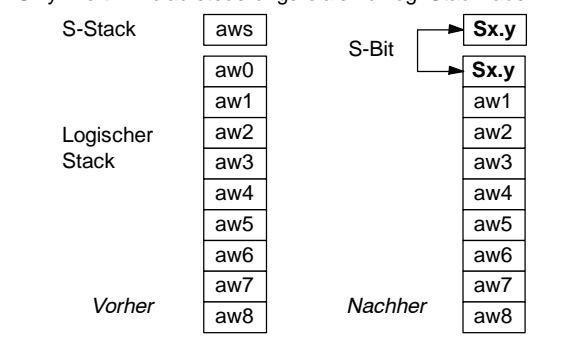 S-Stack aws S-Bit Sx.y
aw0 Sx.y
aw1 aw1
Logischer aw2 aw2
Stack aw3 aw3
aw4 aw4
aw5 aw5
aw6 aw6
aw7 aw7
Vorher aw8 Nachher aw8